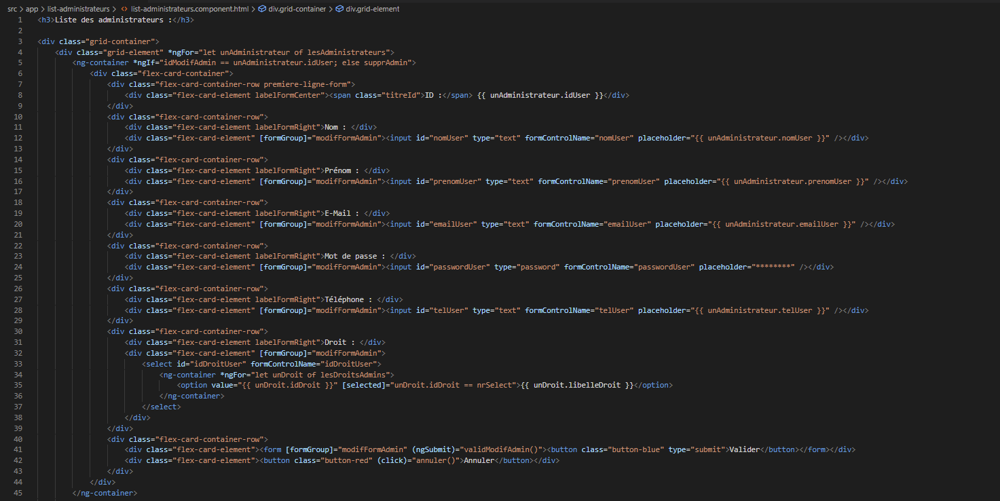 src > app > list-administrateurs > <> list-administrateurs.component.html > div.grid-container > div.grid-element
1 <h3>Liste des administrateurs :</h3>
2
3 <div class="grid-container">
4 <div class="grid-element" *ngFor="let unAdministrateur of lesAdministrateurs">
5 <ng-container *ngIf="idModifAdmin == unAdministrateur.idUser; else supprAdmin">
6 <div class="flex-card-container">
7 <div class="flex-card-container-row premiere-ligne-form">
8 <div class="flex-card-element labelFormCenter"><span class="titreId">ID :</span> {{ unAdministrateur.idUser }}</div>
9 </div>
10 <div class="flex-card-container-row">
11 <div class="flex-card-element labelFormRight">Nom : </div>
12 <div class="flex-card-element" [formGroup]="modifFormAdmin"><input id="nomUser" type="text" formControlName="nomUser" placeholder="{{ unAdministrateur.nomUser }}" /></div>
13 </div>
14 <div class="flex-card-container-row">
15 <div class="flex-card-element labelFormRight">Prénom : </div>
16 <div class="flex-card-element" [formGroup]="modifFormAdmin"><input id="prenomUser" type="text" formControlName="prenomUser" placeholder="{{ unAdministrateur.prenomUser }}" /></div>
17 </div>
18 <div class="flex-card-container-row">
19 <div class="flex-card-element labelFormRight">E-Mail : </div>
20 <div class="flex-card-element" [formGroup]="modifFormAdmin"><input id="emailUser" type="text" formControlName="emailUser" placeholder="{{ unAdministrateur.emailUser }}" /></div>
21 </div>
22 <div class="flex-card-container-row">
23 <div class="flex-card-element labelFormRight">Mot de passe : </div>
24 <div class="flex-card-element" [formGroup]="modifFormAdmin"><input id="passwordUser" type="password" formControlName="passwordUser" placeholder="********" /></div>
25 </div>
26 <div class="flex-card-container-row">
27 <div class="flex-card-element labelFormRight">Téléphone : </div>
28 <div class="flex-card-element" [formGroup]="modifFormAdmin"><input id="telUser" type="text" formControlName="telUser" placeholder="{{ unAdministrateur.telUser }}" /></div>
29 </div>
30 <div class="flex-card-container-row">
31 <div class="flex-card-element labelFormRight">Droit : </div>
32 <div class="flex-card-element" [formGroup]="modifFormAdmin">
33 <select id="idDroitUser" formControlName="idDroitUser">
34 <ng-container *ngFor="let unDroit of lesDroitsAdmins">
35 <option value="{{ unDroit.idDroit }}" [selected]="unDroit.idDroit == nrSelect">{{ unDroit.libelleDroit }}</option>
36 </ng-container>
37 </select>
38 </div>
39 </div>
40 <div class="flex-card-container-row">
41 <div class="flex-card-element"><form [formGroup]="modifFormAdmin" (ngSubmit)="validModifAdmin()"><button class="button-blue" type="submit">Valider</button></form></div>
42 <div class="flex-card-element"><button class="button-red" (click)="annuler()">Annuler</button></div>
43 </div>
44 </div>
45 </ng-container>